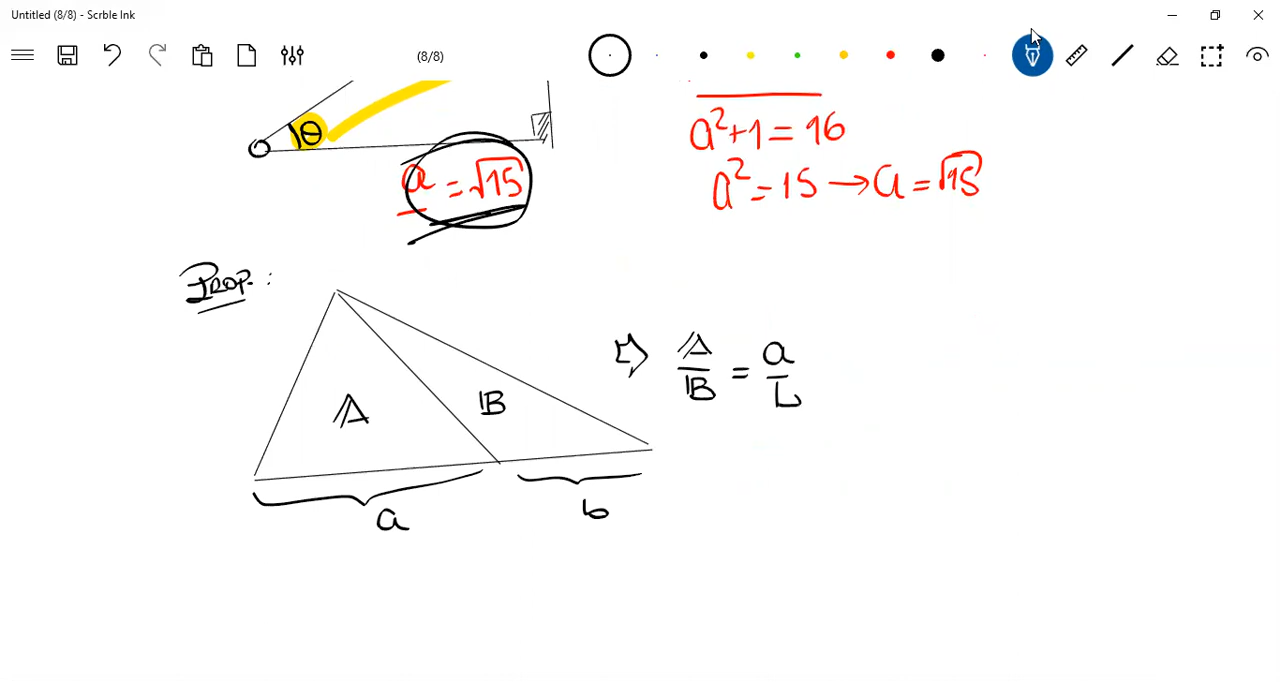 Untitled (8/8) - Scrble Ink
(8/8)
θ
a = √15
a²+1 = 16
a² = 15 → a = √15
Prop. :
A
B
a
b
⇨ A/B = a/L